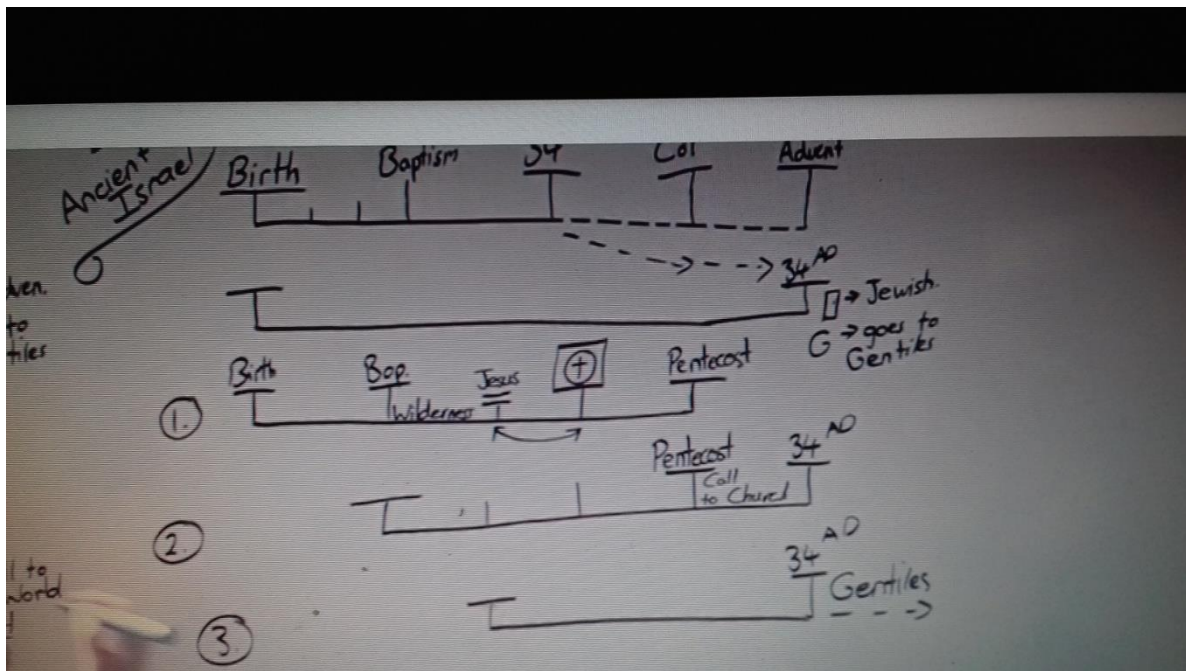 Ancient
Israel
Birth
Baptism
34
Col
Advent
34 AD
→ Jewish.
G → goes to
Gentiles
to
tiles
1.
Birth
Bap.
Wilderness
Jesus
Pentecost
2.
Pentecost
Call
to Church
34 AD
to
World
3.
34 AD
Gentiles